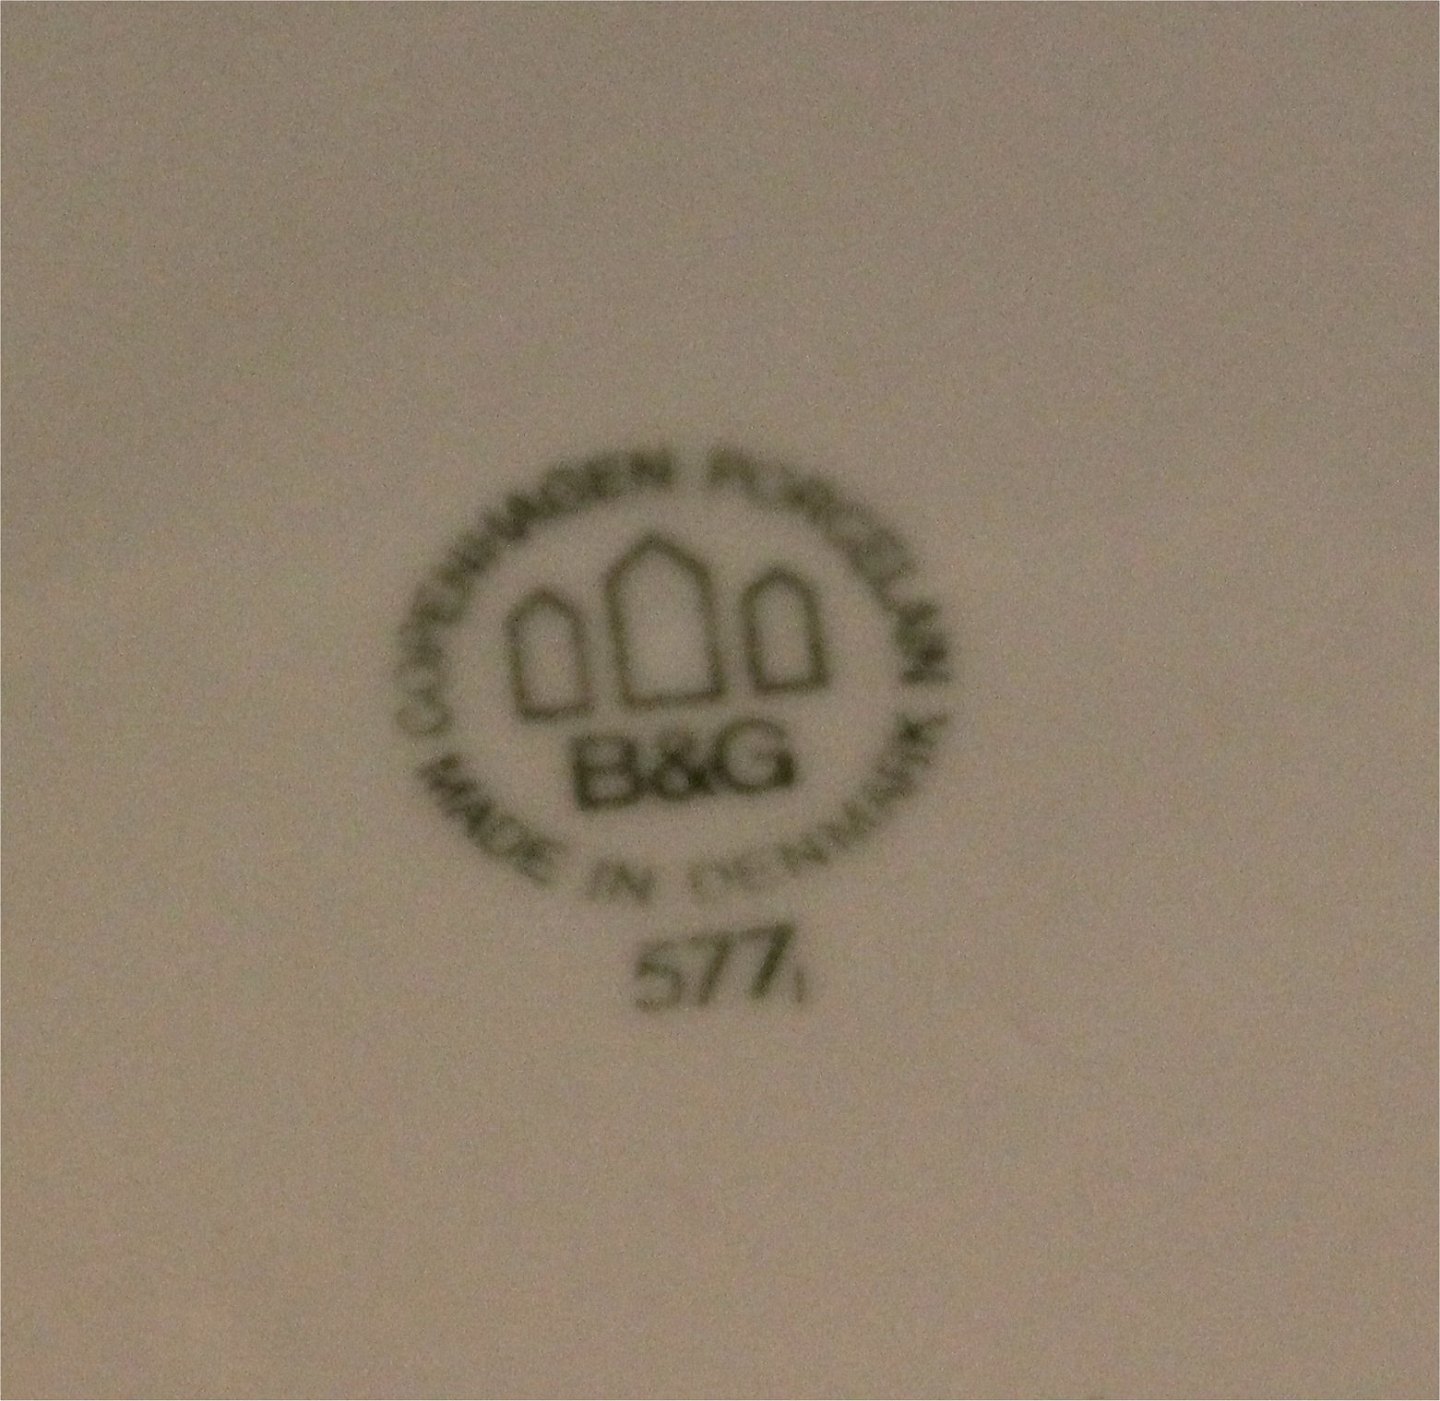 COPENHAGEN PORCELAIN
B&G
MADE IN DENMARK
577